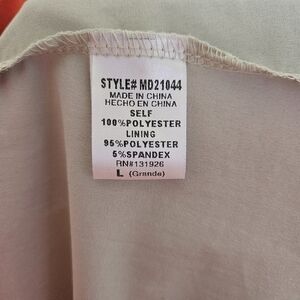 STYLE# MD21044
MADE IN CHINA
HECHO EN CHINA
SELF
100%POLYESTER
LINING
95%POLYESTER
5%SPANDEX
RN#131926
L (Grande)